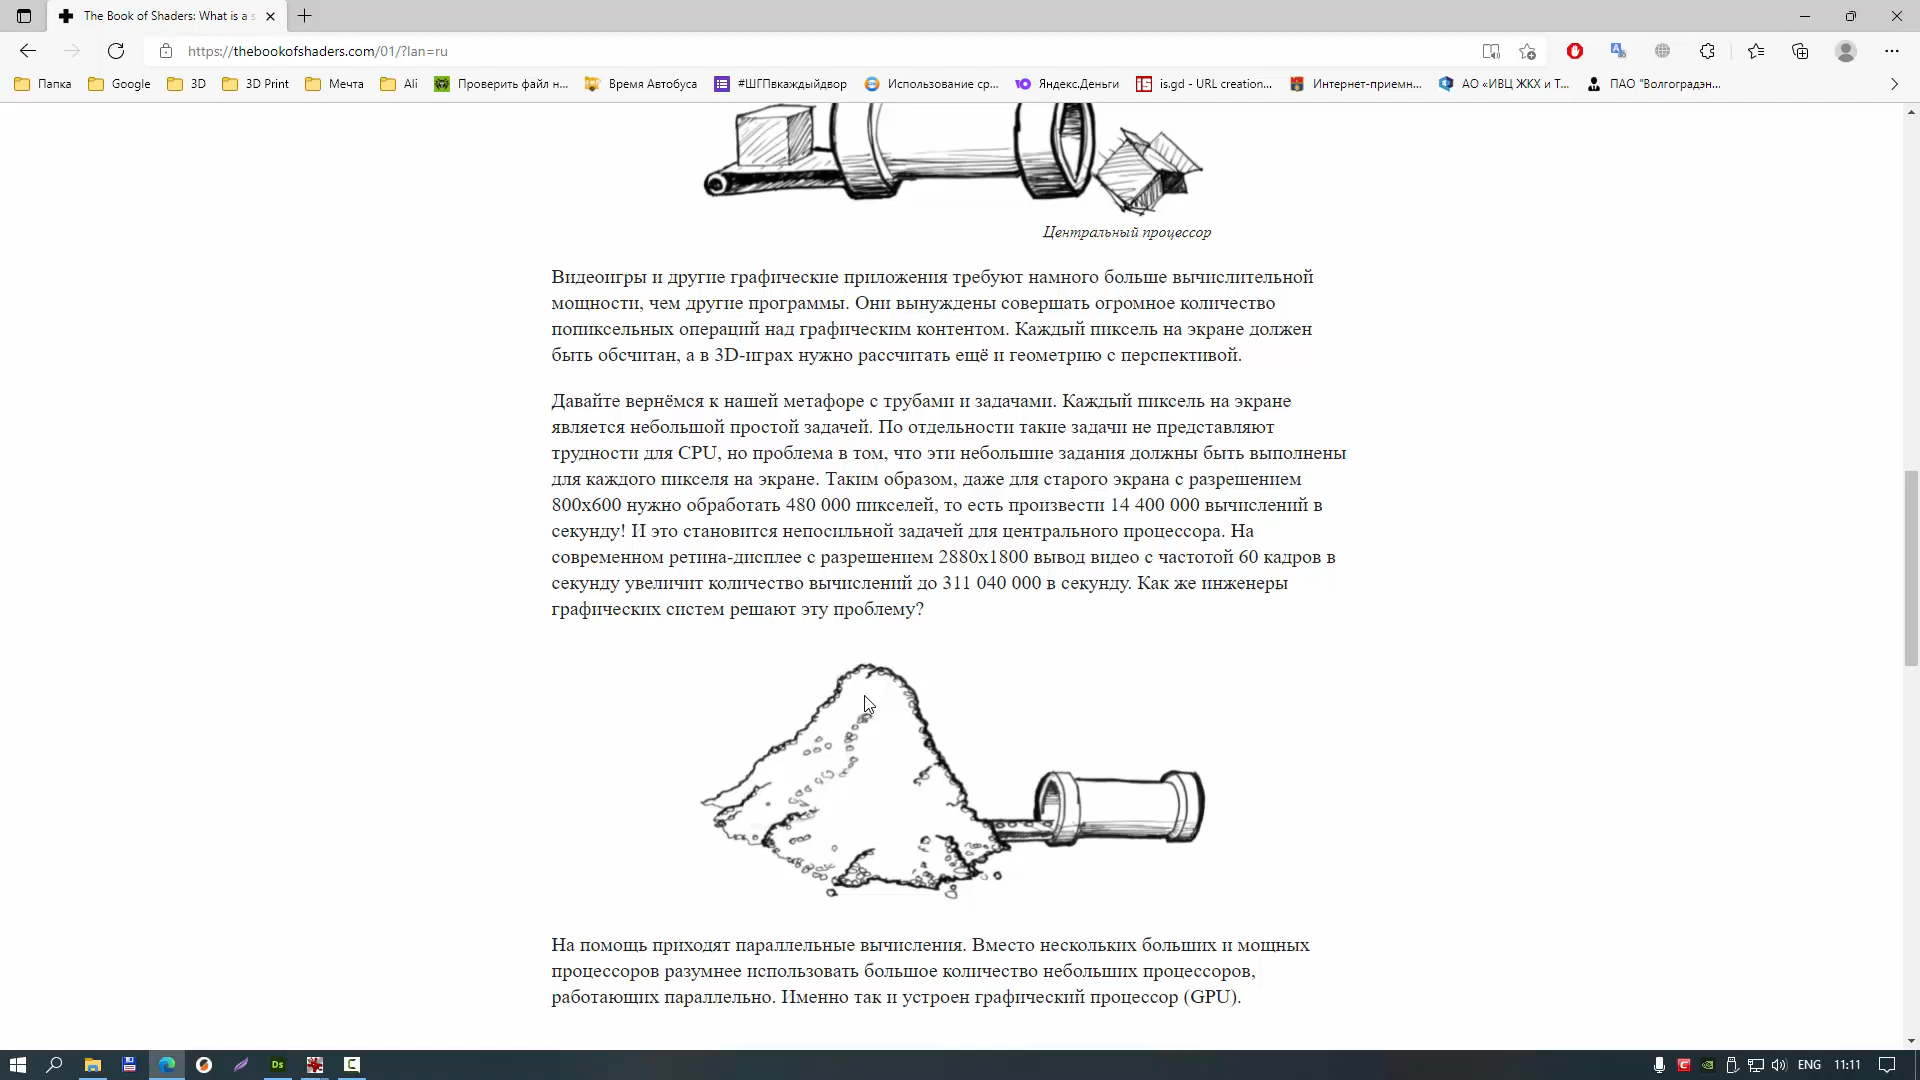 The Book of Shaders: What is a s
https://thebookofshaders.com/01/?lan=ru
Папка Google 3D 3D Print Мечта Ali Проверить файл н... Время Автобуса #ШГПвкаждыйдвор Использование ср... Яндекс.Деньги is.gd - URL creation... Интернет-приемн... АО «ИВЦ ЖКХ и Т... ПАО "Волгоградэн...
Центральный процессор
Видеоигры и другие графические приложения требуют намного больше вычислительной
мощности, чем другие программы. Они вынуждены совершать огромное количество
попиксельных операций над графическим контентом. Каждый пиксель на экране должен
быть обсчитан, а в 3D-играх нужно рассчитать ещё и геометрию с перспективой.
Давайте вернёмся к нашей метафоре с трубами и задачами. Каждый пиксель на экране
является небольшой простой задачей. По отдельности такие задачи не представляют
трудности для CPU, но проблема в том, что эти небольшие задания должны быть выполнены
для каждого пикселя на экране. Таким образом, даже для старого экрана с разрешением
800x600 нужно обработать 480 000 пикселей, то есть произвести 14 400 000 вычислений в
секунду! И это становится непосильной задачей для центрального процессора. На
современном ретина-дисплее с разрешением 2880x1800 вывод видео с частотой 60 кадров в
секунду увеличит количество вычислений до 311 040 000 в секунду. Как же инженеры
графических систем решают эту проблему?
На помощь приходят параллельные вычисления. Вместо нескольких больших и мощных
процессоров разумнее использовать большое количество небольших процессоров,
работающих параллельно. Именно так и устроен графический процессор (GPU).
Ds
ENG 11:11